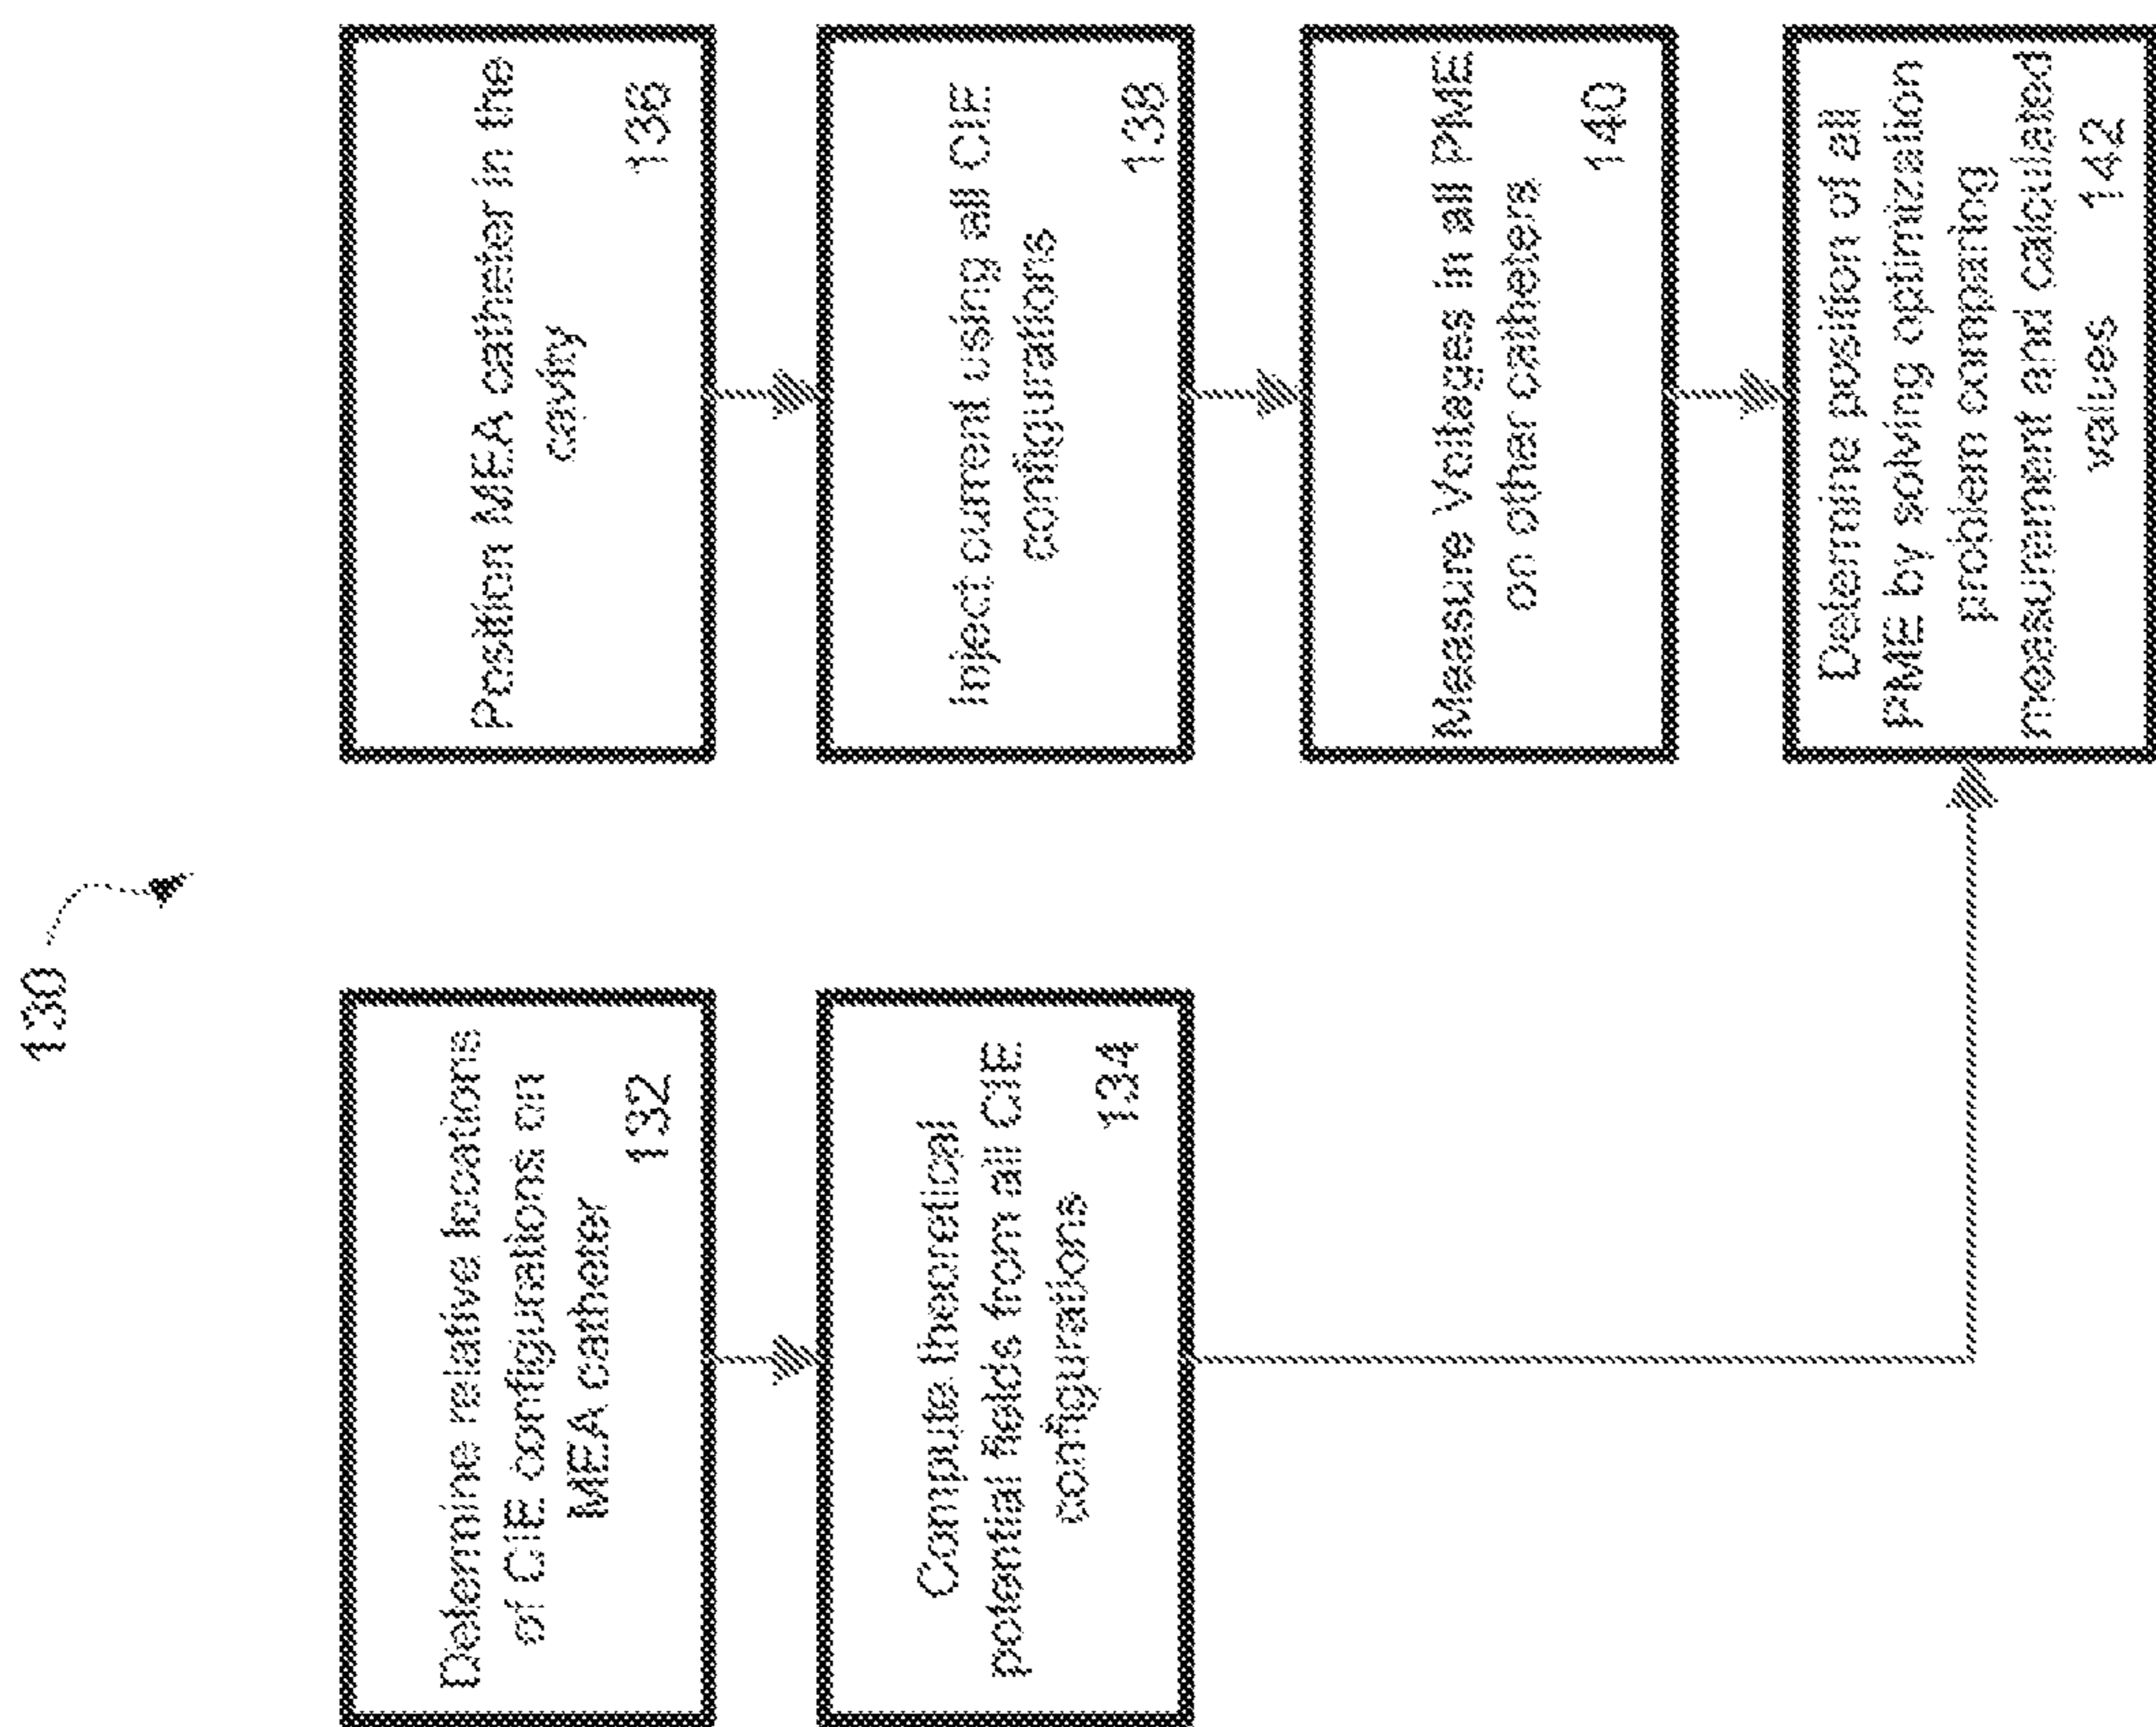 130
Determine relative locations
of CIE configurations on
MEA catheter
132
Compute theoretical
potential fields from all CIE
configurations
134
Position MEA catheter in the
cavity
136
Inject current using all CIE
configurations
138
Measure Voltages in all PME
on other catheters
140
Determine position of all
PME by solving optimization
problem comparing
measurement and calculated
values 142